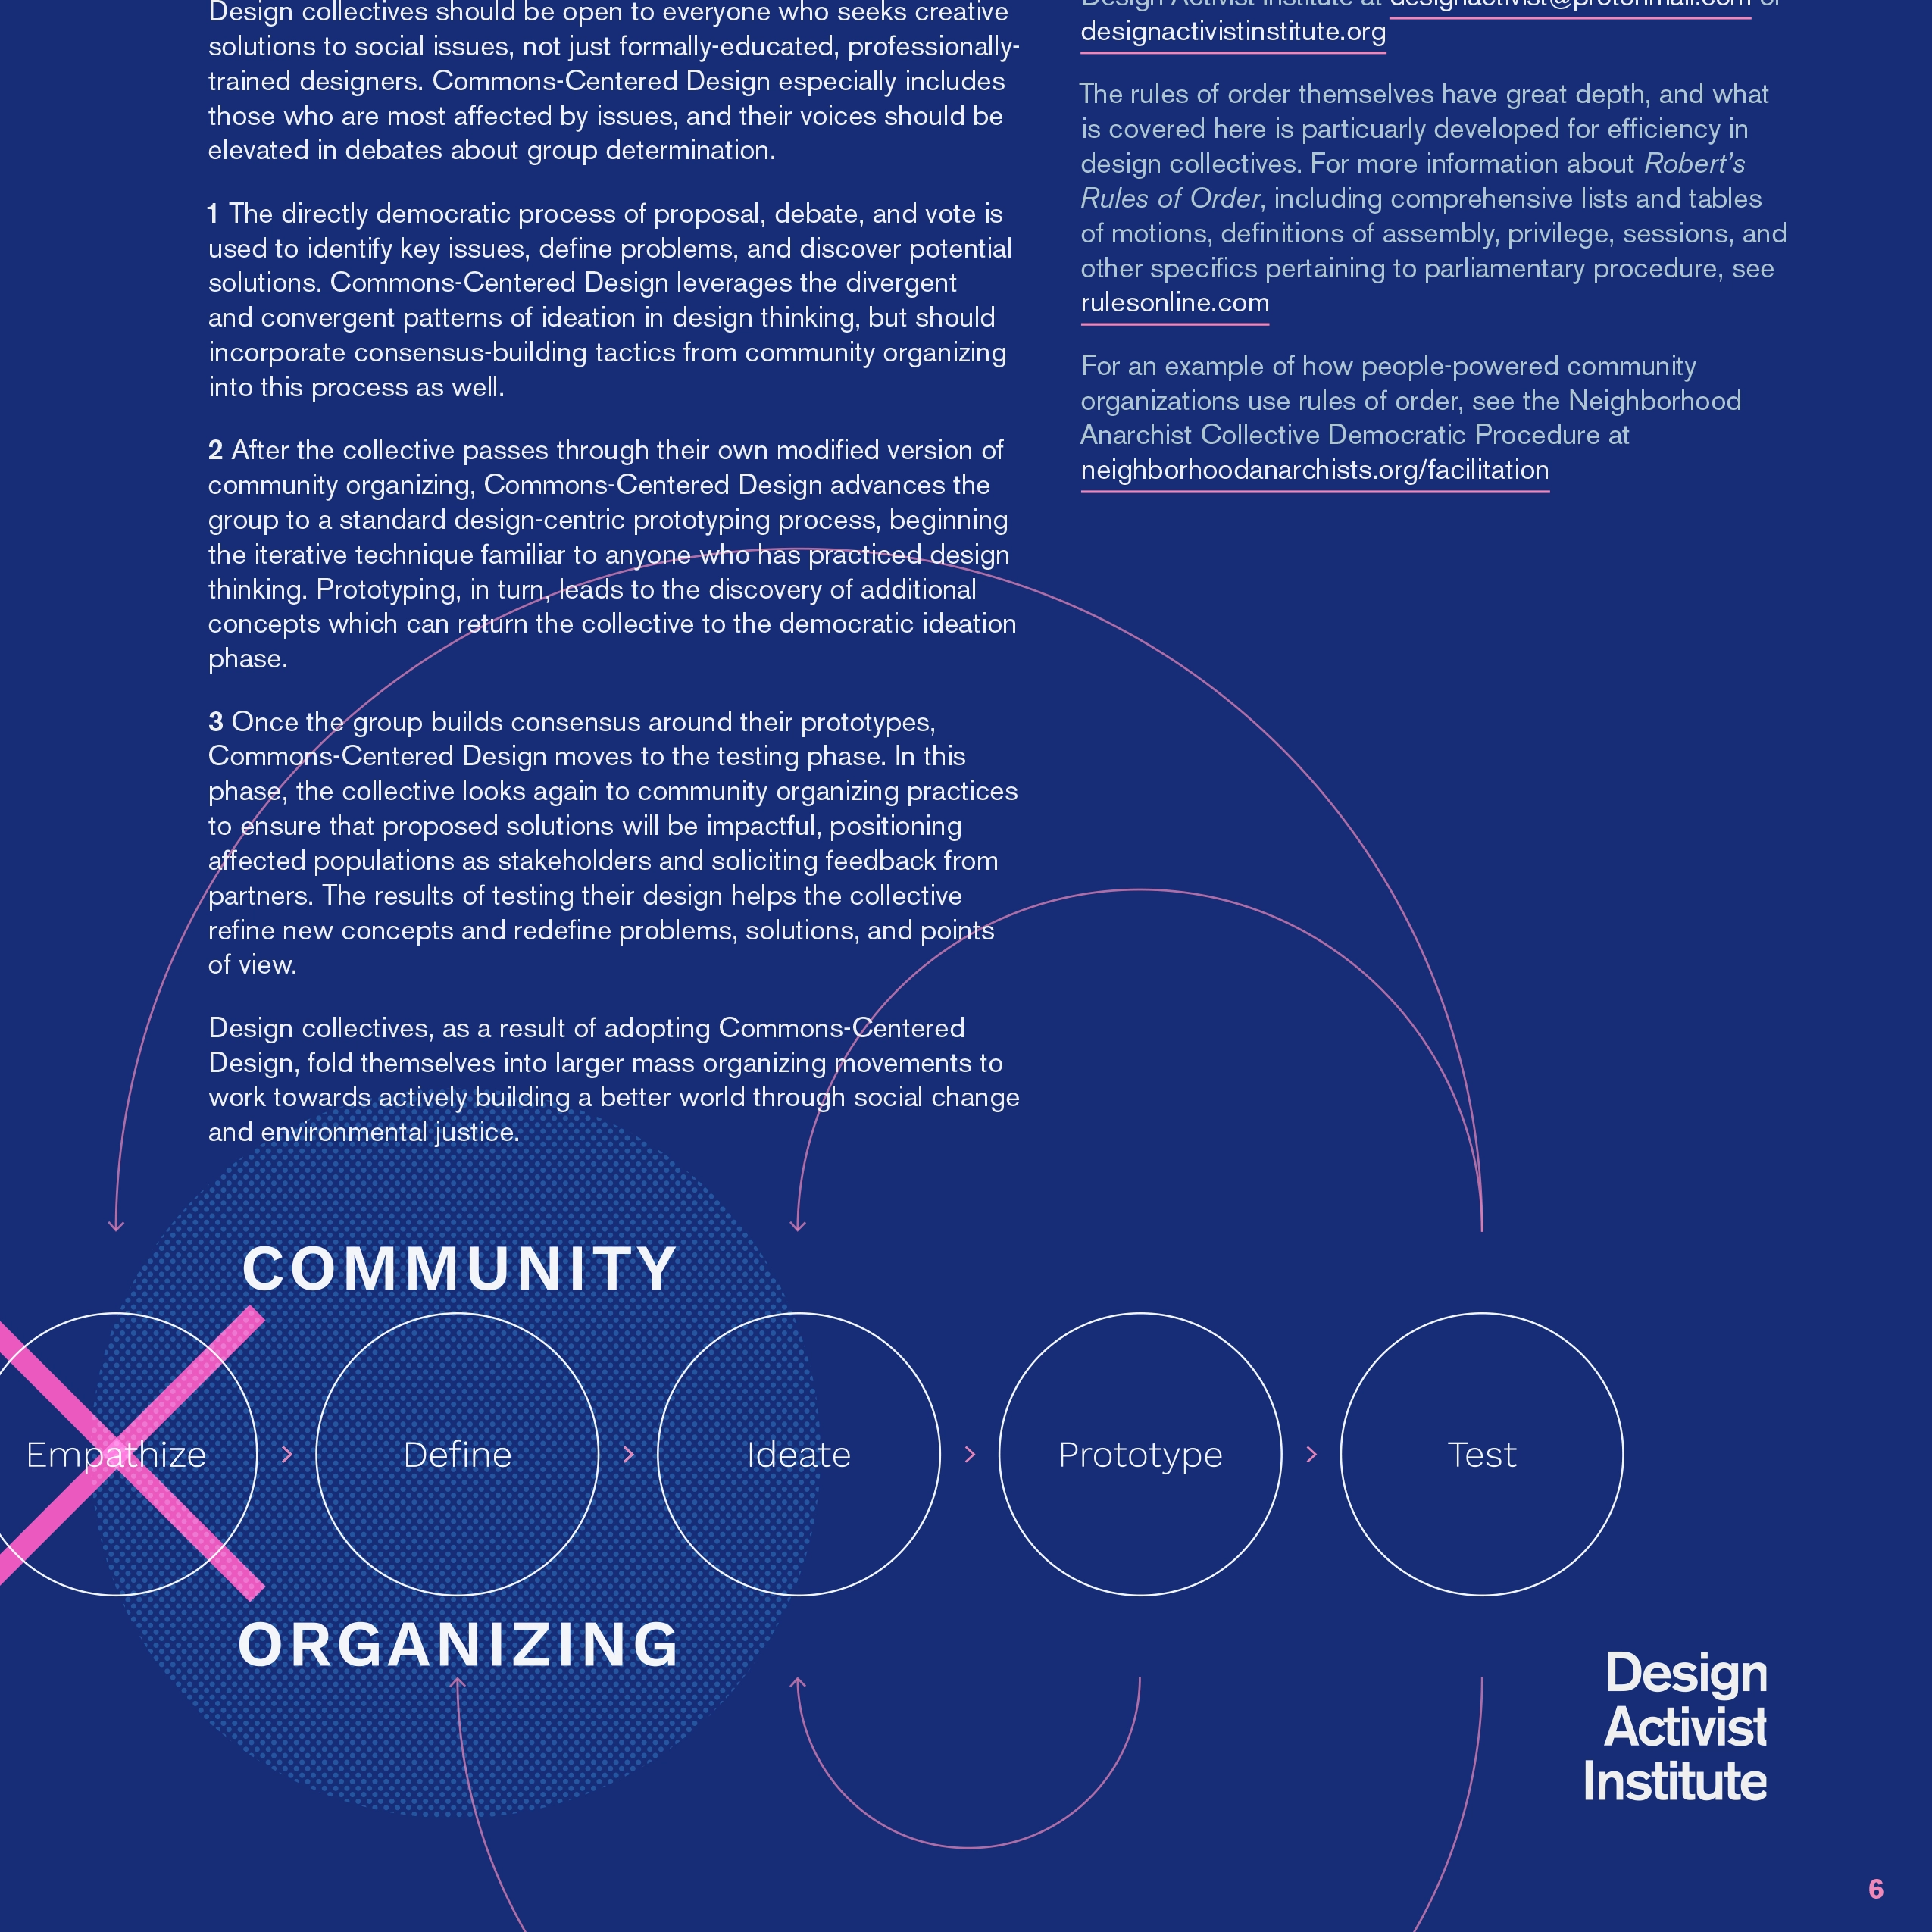 Design collectives should be open to everyone who seeks creative
solutions to social issues, not just formally-educated, professionally-
trained designers. Commons-Centered Design especially includes
those who are most affected by issues, and their voices should be
elevated in debates about group determination.
1 The directly democratic process of proposal, debate, and vote is
used to identify key issues, define problems, and discover potential
solutions. Commons-Centered Design leverages the divergent
and convergent patterns of ideation in design thinking, but should
incorporate consensus-building tactics from community organizing
into this process as well.
2 After the collective passes through their own modified version of
community organizing, Commons-Centered Design advances the
group to a standard design-centric prototyping process, beginning
the iterative technique familiar to anyone who has practiced design
thinking. Prototyping, in turn, leads to the discovery of additional
concepts which can return the collective to the democratic ideation
phase.
3 Once the group builds consensus around their prototypes,
Commons-Centered Design moves to the testing phase. In this
phase, the collective looks again to community organizing practices
to ensure that proposed solutions will be impactful, positioning
affected populations as stakeholders and soliciting feedback from
partners. The results of testing their design helps the collective
refine new concepts and redefine problems, solutions, and points
of view.
Design collectives, as a result of adopting Commons-Centered
Design, fold themselves into larger mass organizing movements to
work towards actively building a better world through social change
and environmental justice.
Design Activist Institute at designactivist@protonmail.com or
designactivistinstitute.org
The rules of order themselves have great depth, and what
is covered here is particuarly developed for efficiency in
design collectives. For more information about Robert's
Rules of Order, including comprehensive lists and tables
of motions, definitions of assembly, privilege, sessions, and
other specifics pertaining to parliamentary procedure, see
rulesonline.com
For an example of how people-powered community
organizations use rules of order, see the Neighborhood
Anarchist Collective Democratic Procedure at
neighborhoodanarchists.org/facilitation
COMMUNITY
Empathize > Define > Ideate > Prototype > Test
ORGANIZING
Design
Activist
Institute
6